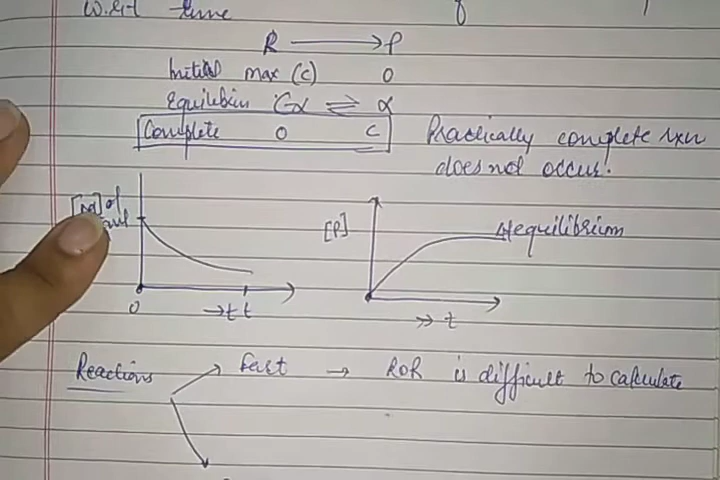 w.r.t time
R → P
Initial max (C) 0
Equilibrium C-α ⇌ α
Complete 0 C Practically complete rxn
does not occur.
[M] of [P] At equilibrium
0 → t t → t
Reactions Fast → ROR is difficult to calculate